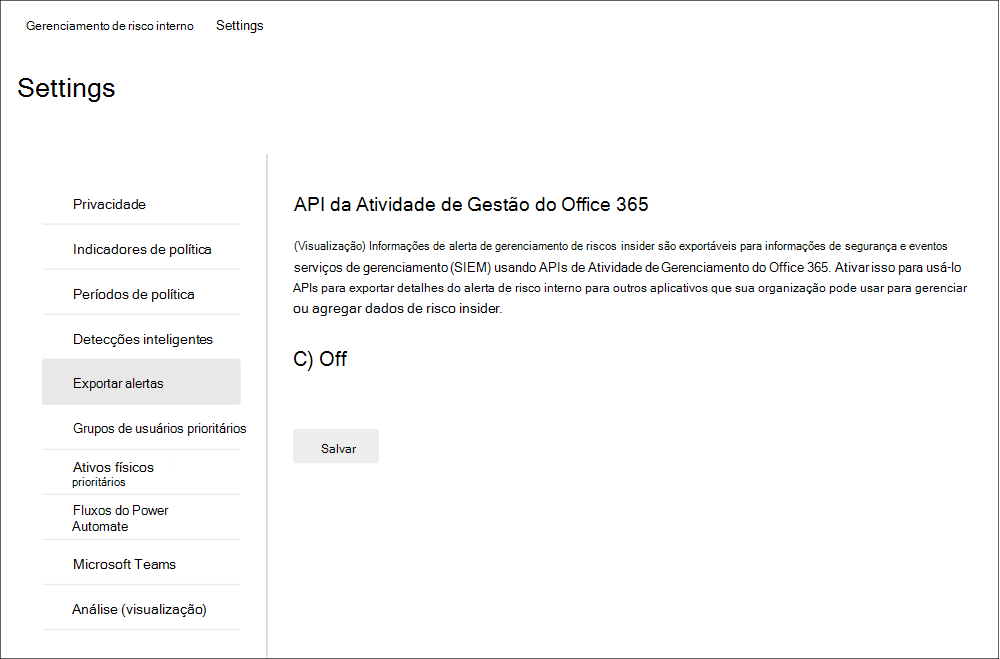 Gerenciamento de risco interno Settings
Settings
Privacidade
Indicadores de política
Períodos de política
Detecções inteligentes
Exportar alertas
Grupos de usuários prioritários
Ativos físicos
prioritários
Fluxos do Power
Automate
Microsoft Teams
Análise (visualização)
API da Atividade de Gestão do Office 365
(Visualização) Informações de alerta de gerenciamento de riscos insider são exportáveis para informações de segurança e eventos
serviços de gerenciamento (SIEM) usando APIs de Atividade de Gerenciamento do Office 365. Ativar isso para usá-lo
APIs para exportar detalhes do alerta de risco interno para outros aplicativos que sua organização pode usar para gerenciar
ou agregar dados de risco insider.
C) Off
Salvar